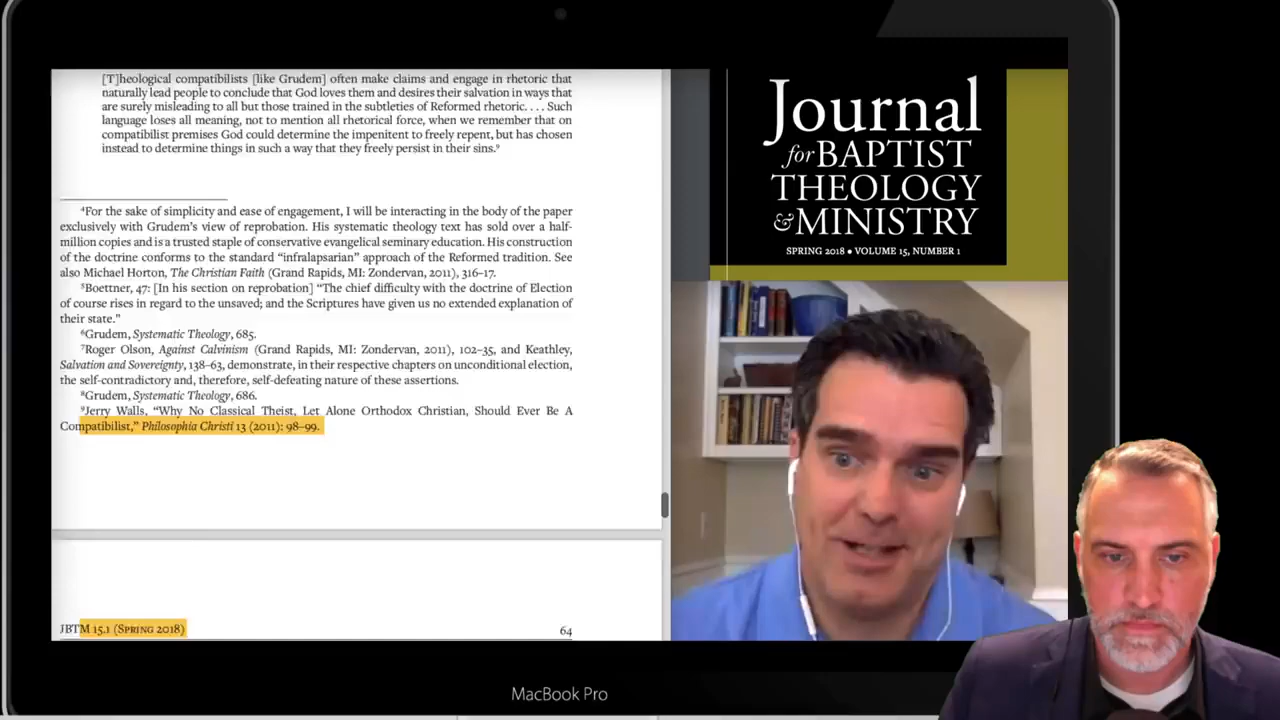 [T]heological compatibilists [like Grudem] often make claims and engage in rhetoric that
naturally lead people to conclude that God loves them and desires their salvation in ways that
are surely misleading to all but those trained in the subtleties of Reformed rhetoric. . . . Such
language loses all meaning, not to mention all rhetorical force, when we remember that on
compatibilist premises God could determine the impenitent to freely repent, but has chosen
instead to determine things in such a way that they freely persist in their sins.⁹
⁴For the sake of simplicity and ease of engagement, I will be interacting in the body of the paper
exclusively with Grudem’s view of reprobation. His systematic theology text has sold over a half-
million copies and is a trusted staple of conservative evangelical seminary education. His construction
of the doctrine conforms to the standard “infralapsarian” approach of the Reformed tradition. See
also Michael Horton, The Christian Faith (Grand Rapids, MI: Zondervan, 2011), 316–17.
⁵Boettner, 47: [In his section on reprobation] “The chief difficulty with the doctrine of Election
of course rises in regard to the unsaved; and the Scriptures have given us no extended explanation of
their state.”
⁶Grudem, Systematic Theology, 685.
⁷Roger Olson, Against Calvinism (Grand Rapids, MI: Zondervan, 2011), 102–35, and Keathley,
Salvation and Sovereignty, 138–63, demonstrate, in their respective chapters on unconditional election,
the self-contradictory and, therefore, self-defeating nature of these assertions.
⁸Grudem, Systematic Theology, 686.
⁹Jerry Walls, “Why No Classical Theist, Let Alone Orthodox Christian, Should Ever Be A
Compatibilist,” Philosophia Christi 13 (2011): 98–99.
JBTM 15.1 (SPRING 2018)
64
Journal
for BAPTIST
THEOLOGY
& MINISTRY
SPRING 2018 • VOLUME 15, NUMBER 1
MacBook Pro